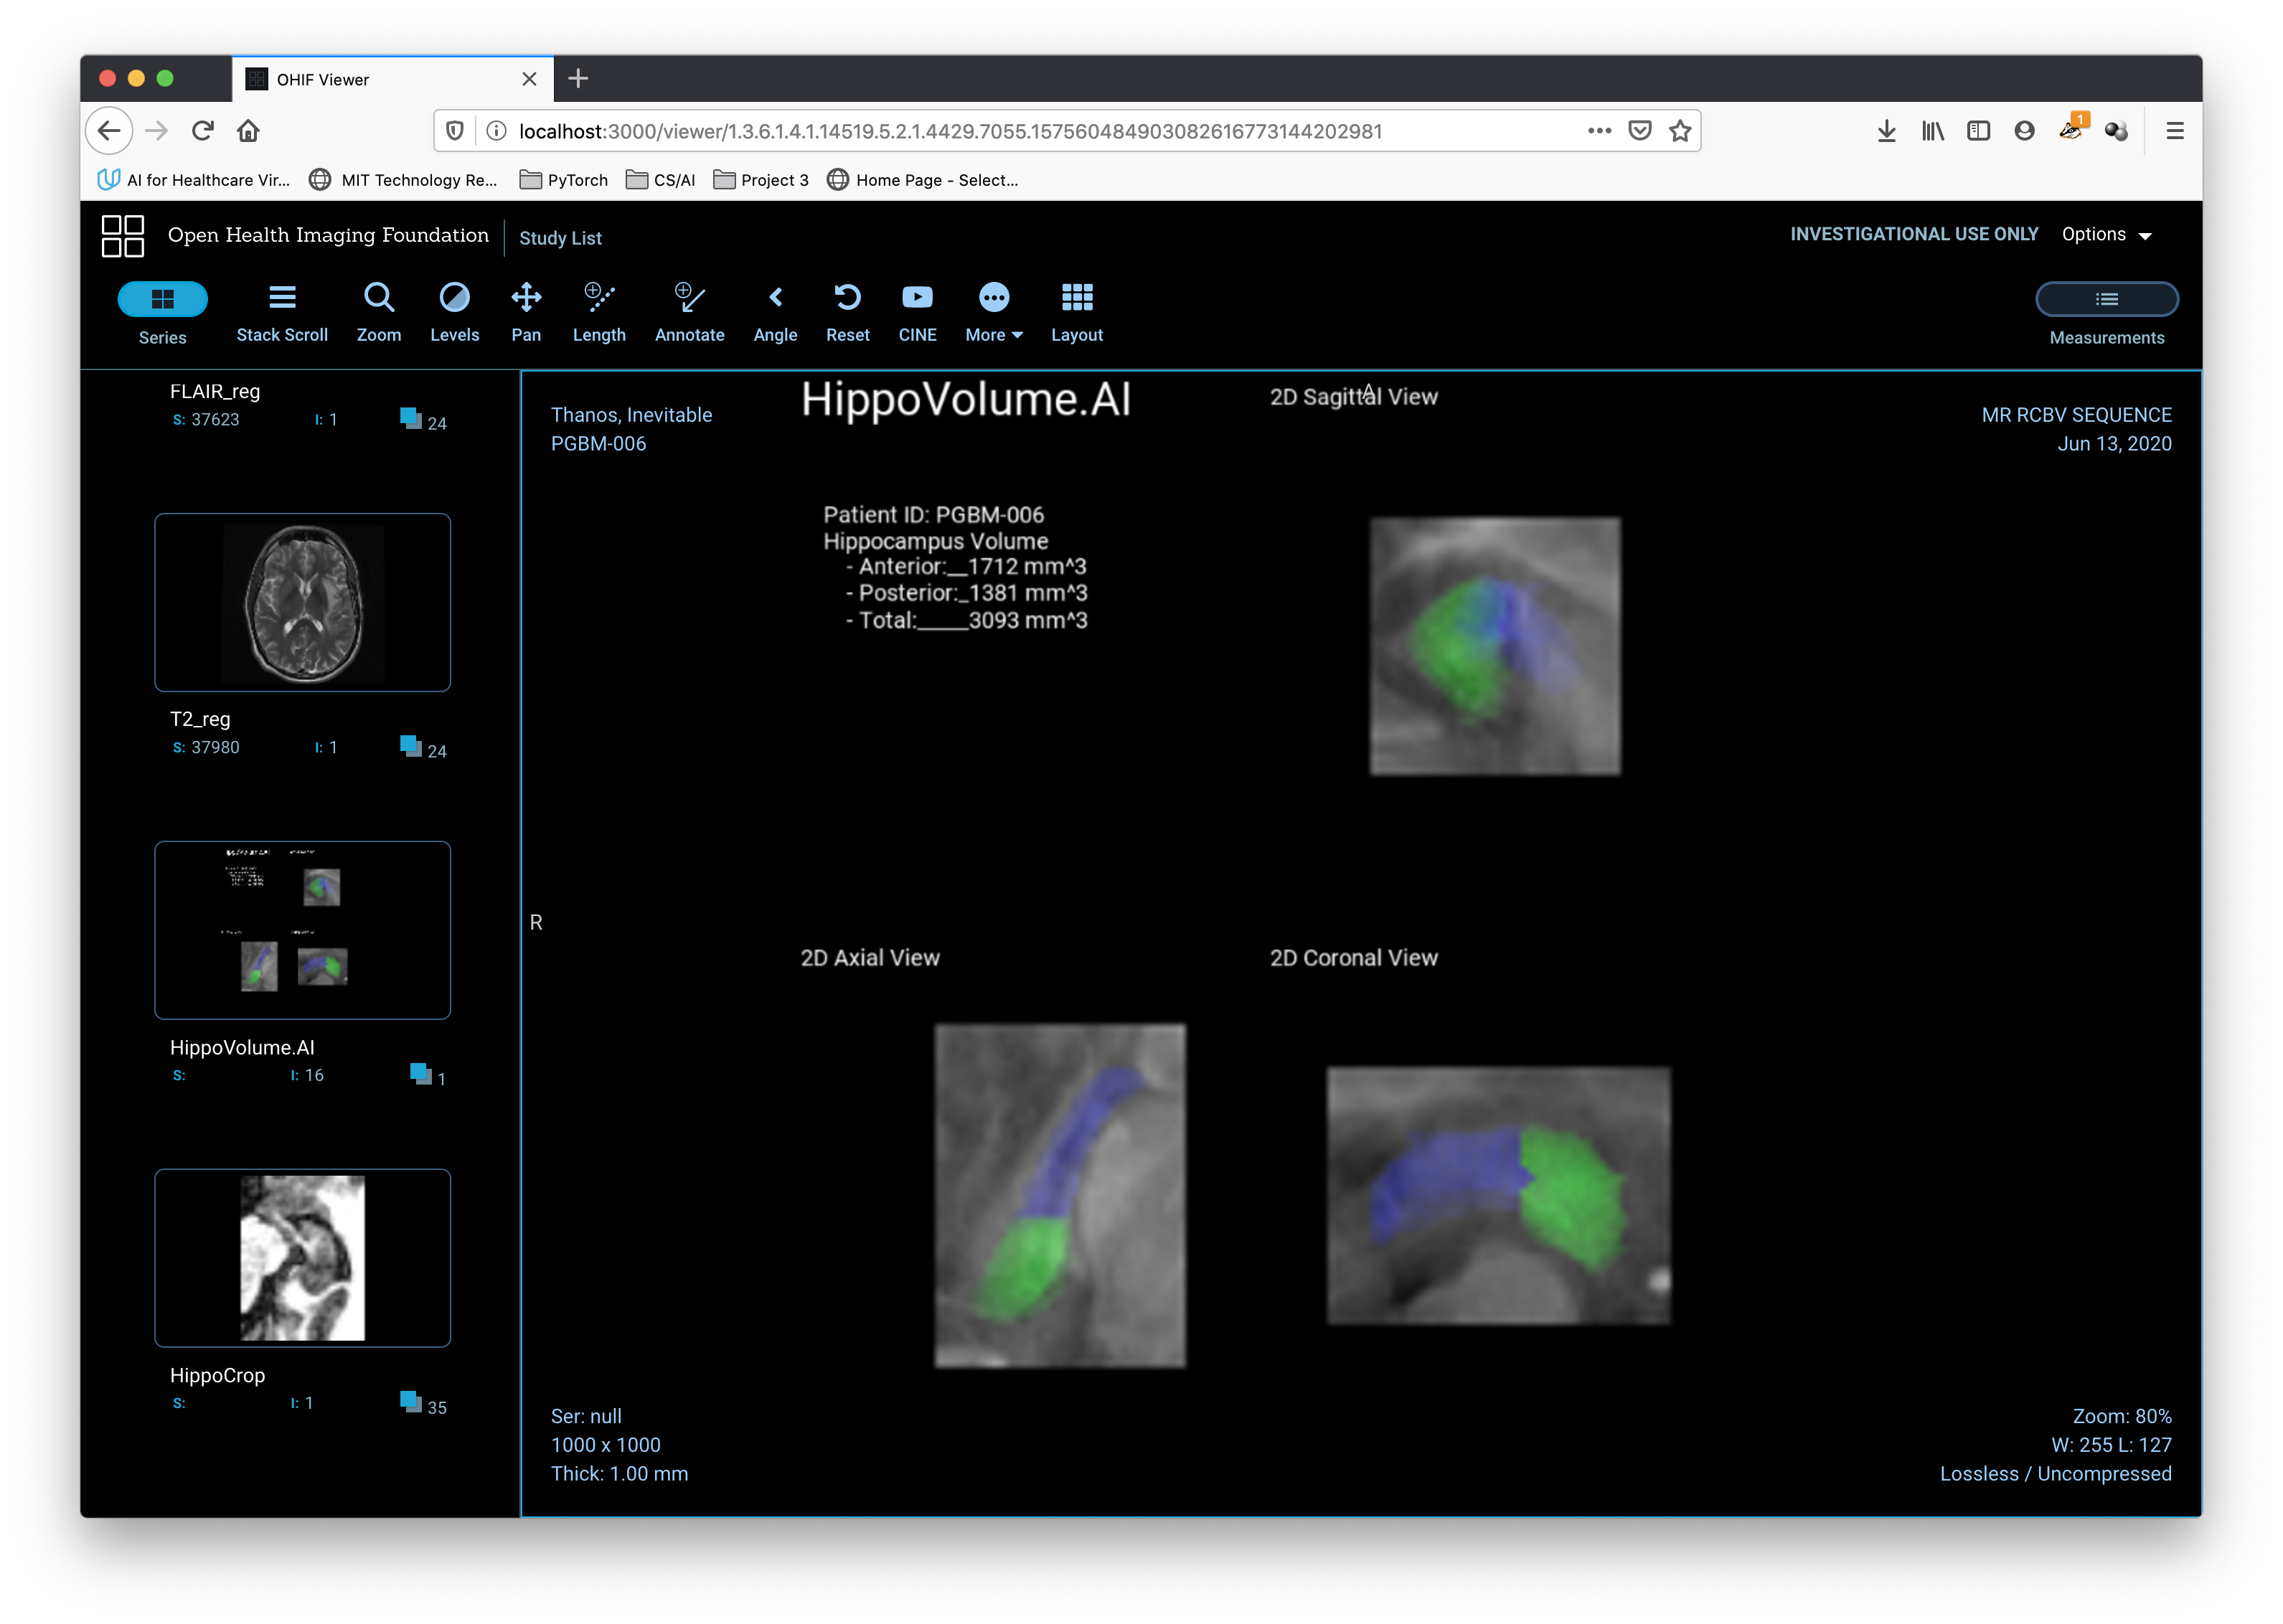 OHIF Viewer
localhost:3000/viewer/1.3.6.1.4.1.14519.5.2.1.4429.7055.157560484903082616773144202981
1
AI for Healthcare Vir...
MIT Technology Re...
PyTorch
CS/AI
Project 3
Home Page - Select...
Open Health Imaging Foundation
Study List
INVESTIGATIONAL USE ONLY
Options
Series
Stack Scroll
Zoom
Levels
Pan
Length
Annotate
Angle
Reset
CINE
More
Layout
Measurements
FLAIR_reg
S: 37623 I: 1 24
T2_reg
S: 37980 I: 1 24
HippoVolume.AI
S: I: 16 1
HippoCrop
S: I: 1 35
Thanos, Inevitable
PGBM-006
HippoVolume.AI
2D Sagittal View
A
MR RCBV SEQUENCE
Jun 13, 2020
Patient ID: PGBM-006
Hippocampus Volume
- Anterior:__1712 mm^3
- Posterior:_1381 mm^3
- Total:_____3093 mm^3
R
2D Axial View
2D Coronal View
Ser: null
1000 x 1000
Thick: 1.00 mm
Zoom: 80%
W: 255 L: 127
Lossless / Uncompressed